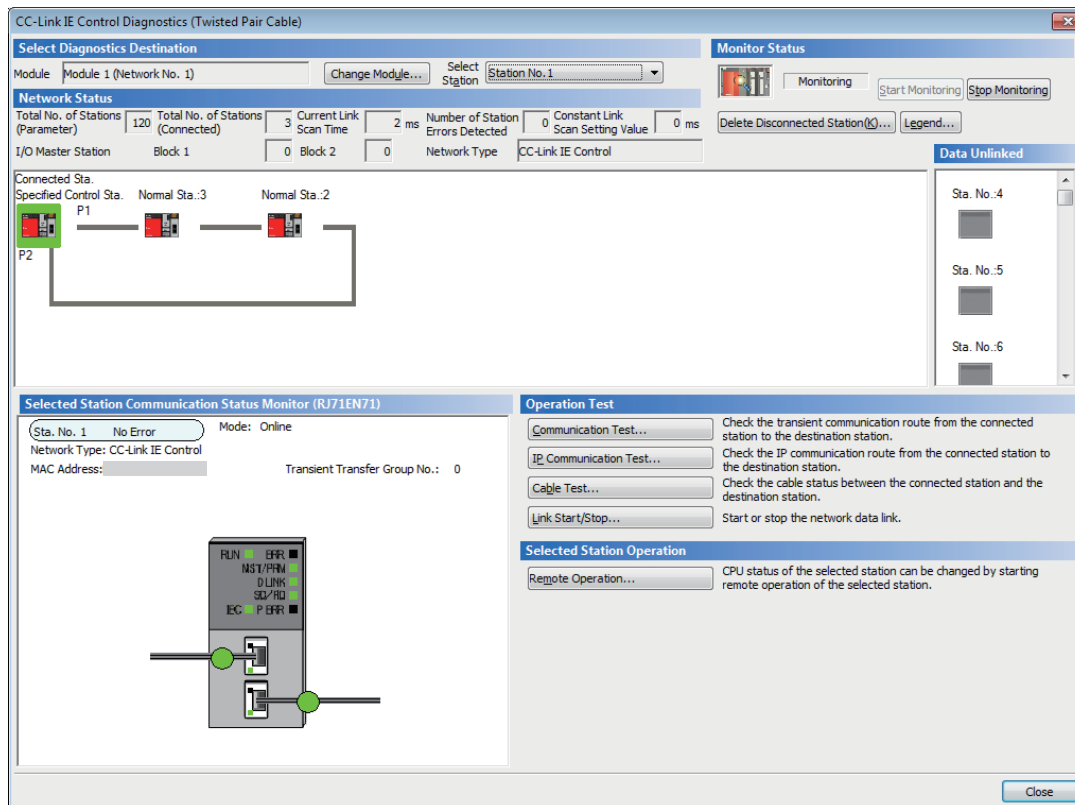 CC-Link IE Control Diagnostics (Twisted Pair Cable)
Select Diagnostics Destination
Monitor Status
Module Module 1 (Network No. 1) Change Module... Select Station Station No.1
Monitoring Start Monitoring Stop Monitoring
Network Status
Total No. of Stations (Parameter) 120 Total No. of Stations (Connected) 3 Current Link Scan Time 2 ms Number of Station Errors Detected 0 Constant Link Scan Setting Value 0 ms
Delete Disconnected Station(K)... Legend...
I/O Master Station Block 1 0 Block 2 0 Network Type CC-Link IE Control
Data Unlinked
Connected Sta.
Specified Control Sta. Normal Sta.:3 Normal Sta.:2
P1
P2
Sta. No.:4
Sta. No.:5
Sta. No.:6
Selected Station Communication Status Monitor (RJ71EN71)
Sta. No. 1 No Error Mode: Online
Network Type: CC-Link IE Control
MAC Address: Transient Transfer Group No.: 0
RUN ERR
MST/PRM
D LINK
SD/RD
IEC P ERR
Operation Test
Communication Test... Check the transient communication route from the connected
station to the destination station.
IP Communication Test... Check the IP communication route from the connected station to
the destination station.
Cable Test... Check the cable status between the connected station and the
destination station.
Link Start/Stop... Start or stop the network data link.
Selected Station Operation
Remote Operation... CPU status of the selected station can be changed by starting
remote operation of the selected station.
Close